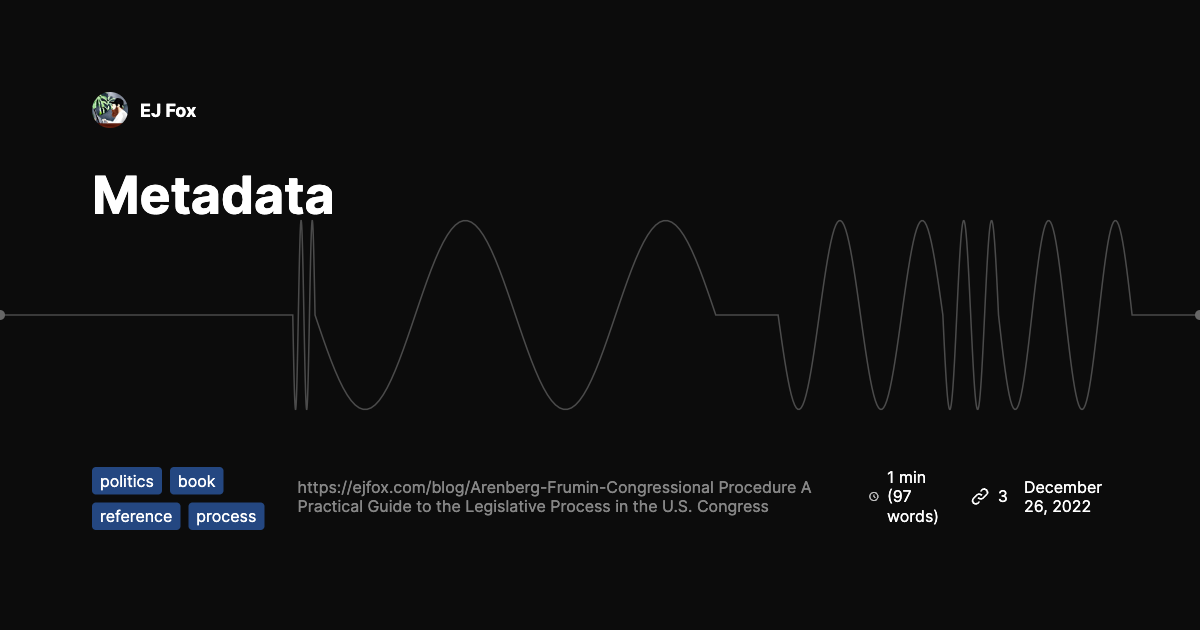 EJ Fox
Metadata
politics
book
reference
process
https://ejfox.com/blog/Arenberg-Frumin-Congressional Procedure A
Practical Guide to the Legislative Process in the U.S. Congress
1 min
(97
words)
3
December
26, 2022